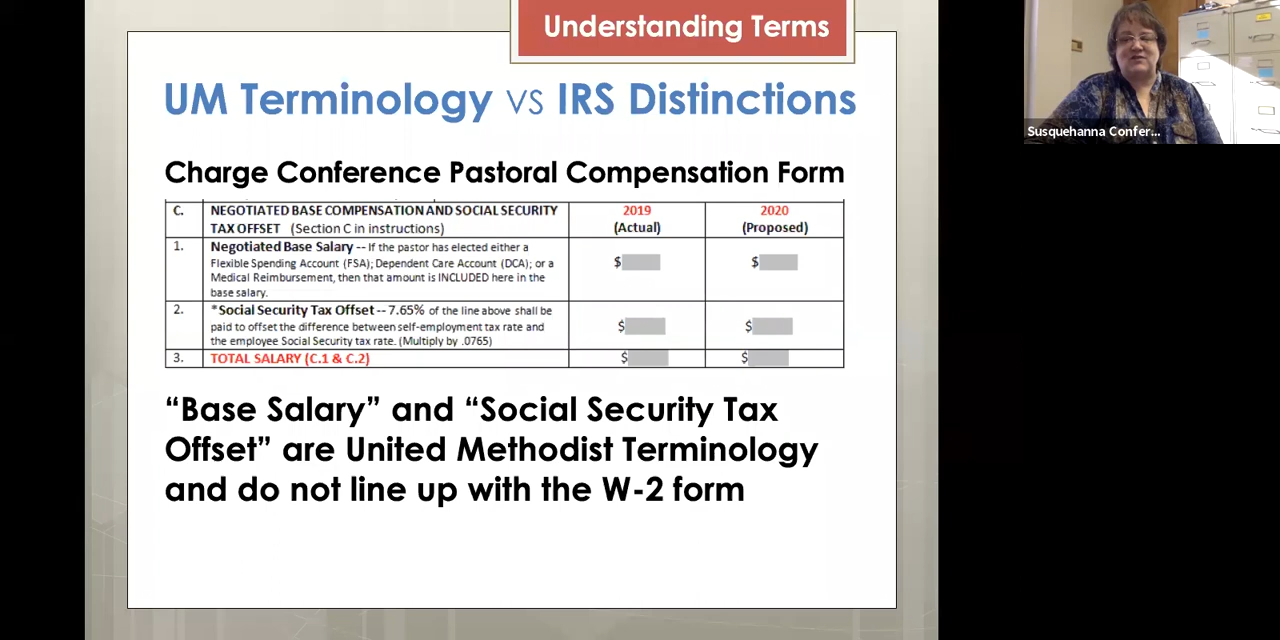 Understanding Terms
UM Terminology vs IRS Distinctions
Charge Conference Pastoral Compensation Form
C. NEGOTIATED BASE COMPENSATION AND SOCIAL SECURITY 2019 2020
TAX OFFSET (Section C in instructions) (Actual) (Proposed)
1. Negotiated Base Salary -- If the pastor has elected either a
Flexible Spending Account (FSA); Dependent Care Account (DCA); or a $ $
Medical Reimbursement, then that amount is INCLUDED here in the
base salary.
2. *Social Security Tax Offset -- 7.65% of the line above shall be
paid to offset the difference between self-employment tax rate and $ $
the employee Social Security tax rate. (Multiply by .0765)
3. TOTAL SALARY (C.1 & C.2) $ $
“Base Salary” and “Social Security Tax
Offset” are United Methodist Terminology
and do not line up with the W-2 form
Susquehanna Confer...